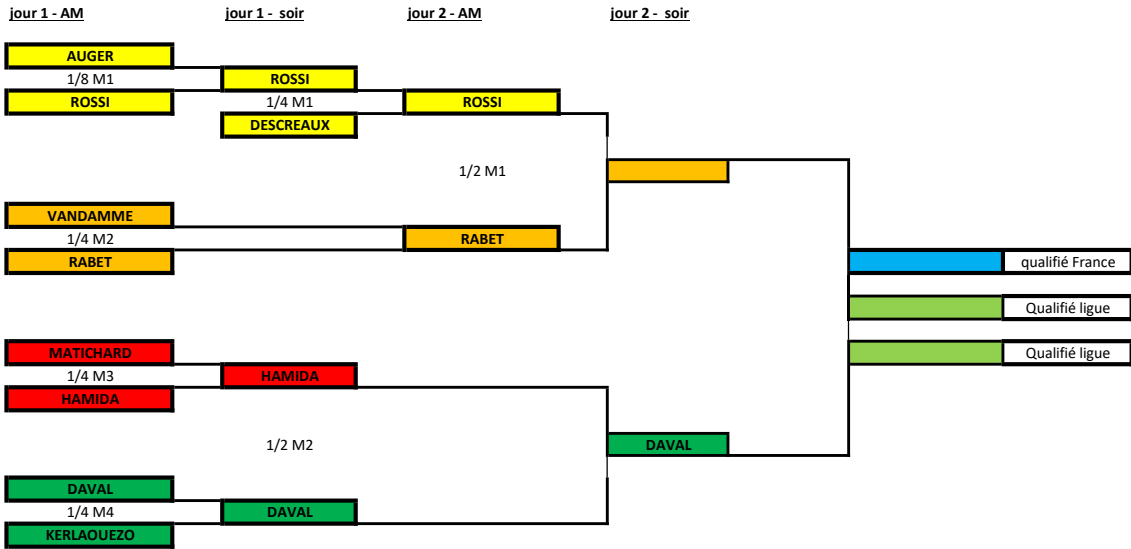 jour 1 - AM
jour 1 - soir
jour 2 - AM
jour 2 - soir
AUGER
1/8 M1
ROSSI
ROSSI
1/4 M1
ROSSI
DESCREAUX
1/2 M1
VANDAMME
1/4 M2
RABET
RABET
qualifié France
Qualifié ligue
MATICHARD
Qualifié ligue
1/4 M3
HAMIDA
HAMIDA
1/2 M2
DAVAL
DAVAL
1/4 M4
DAVAL
KERLAOUEZO